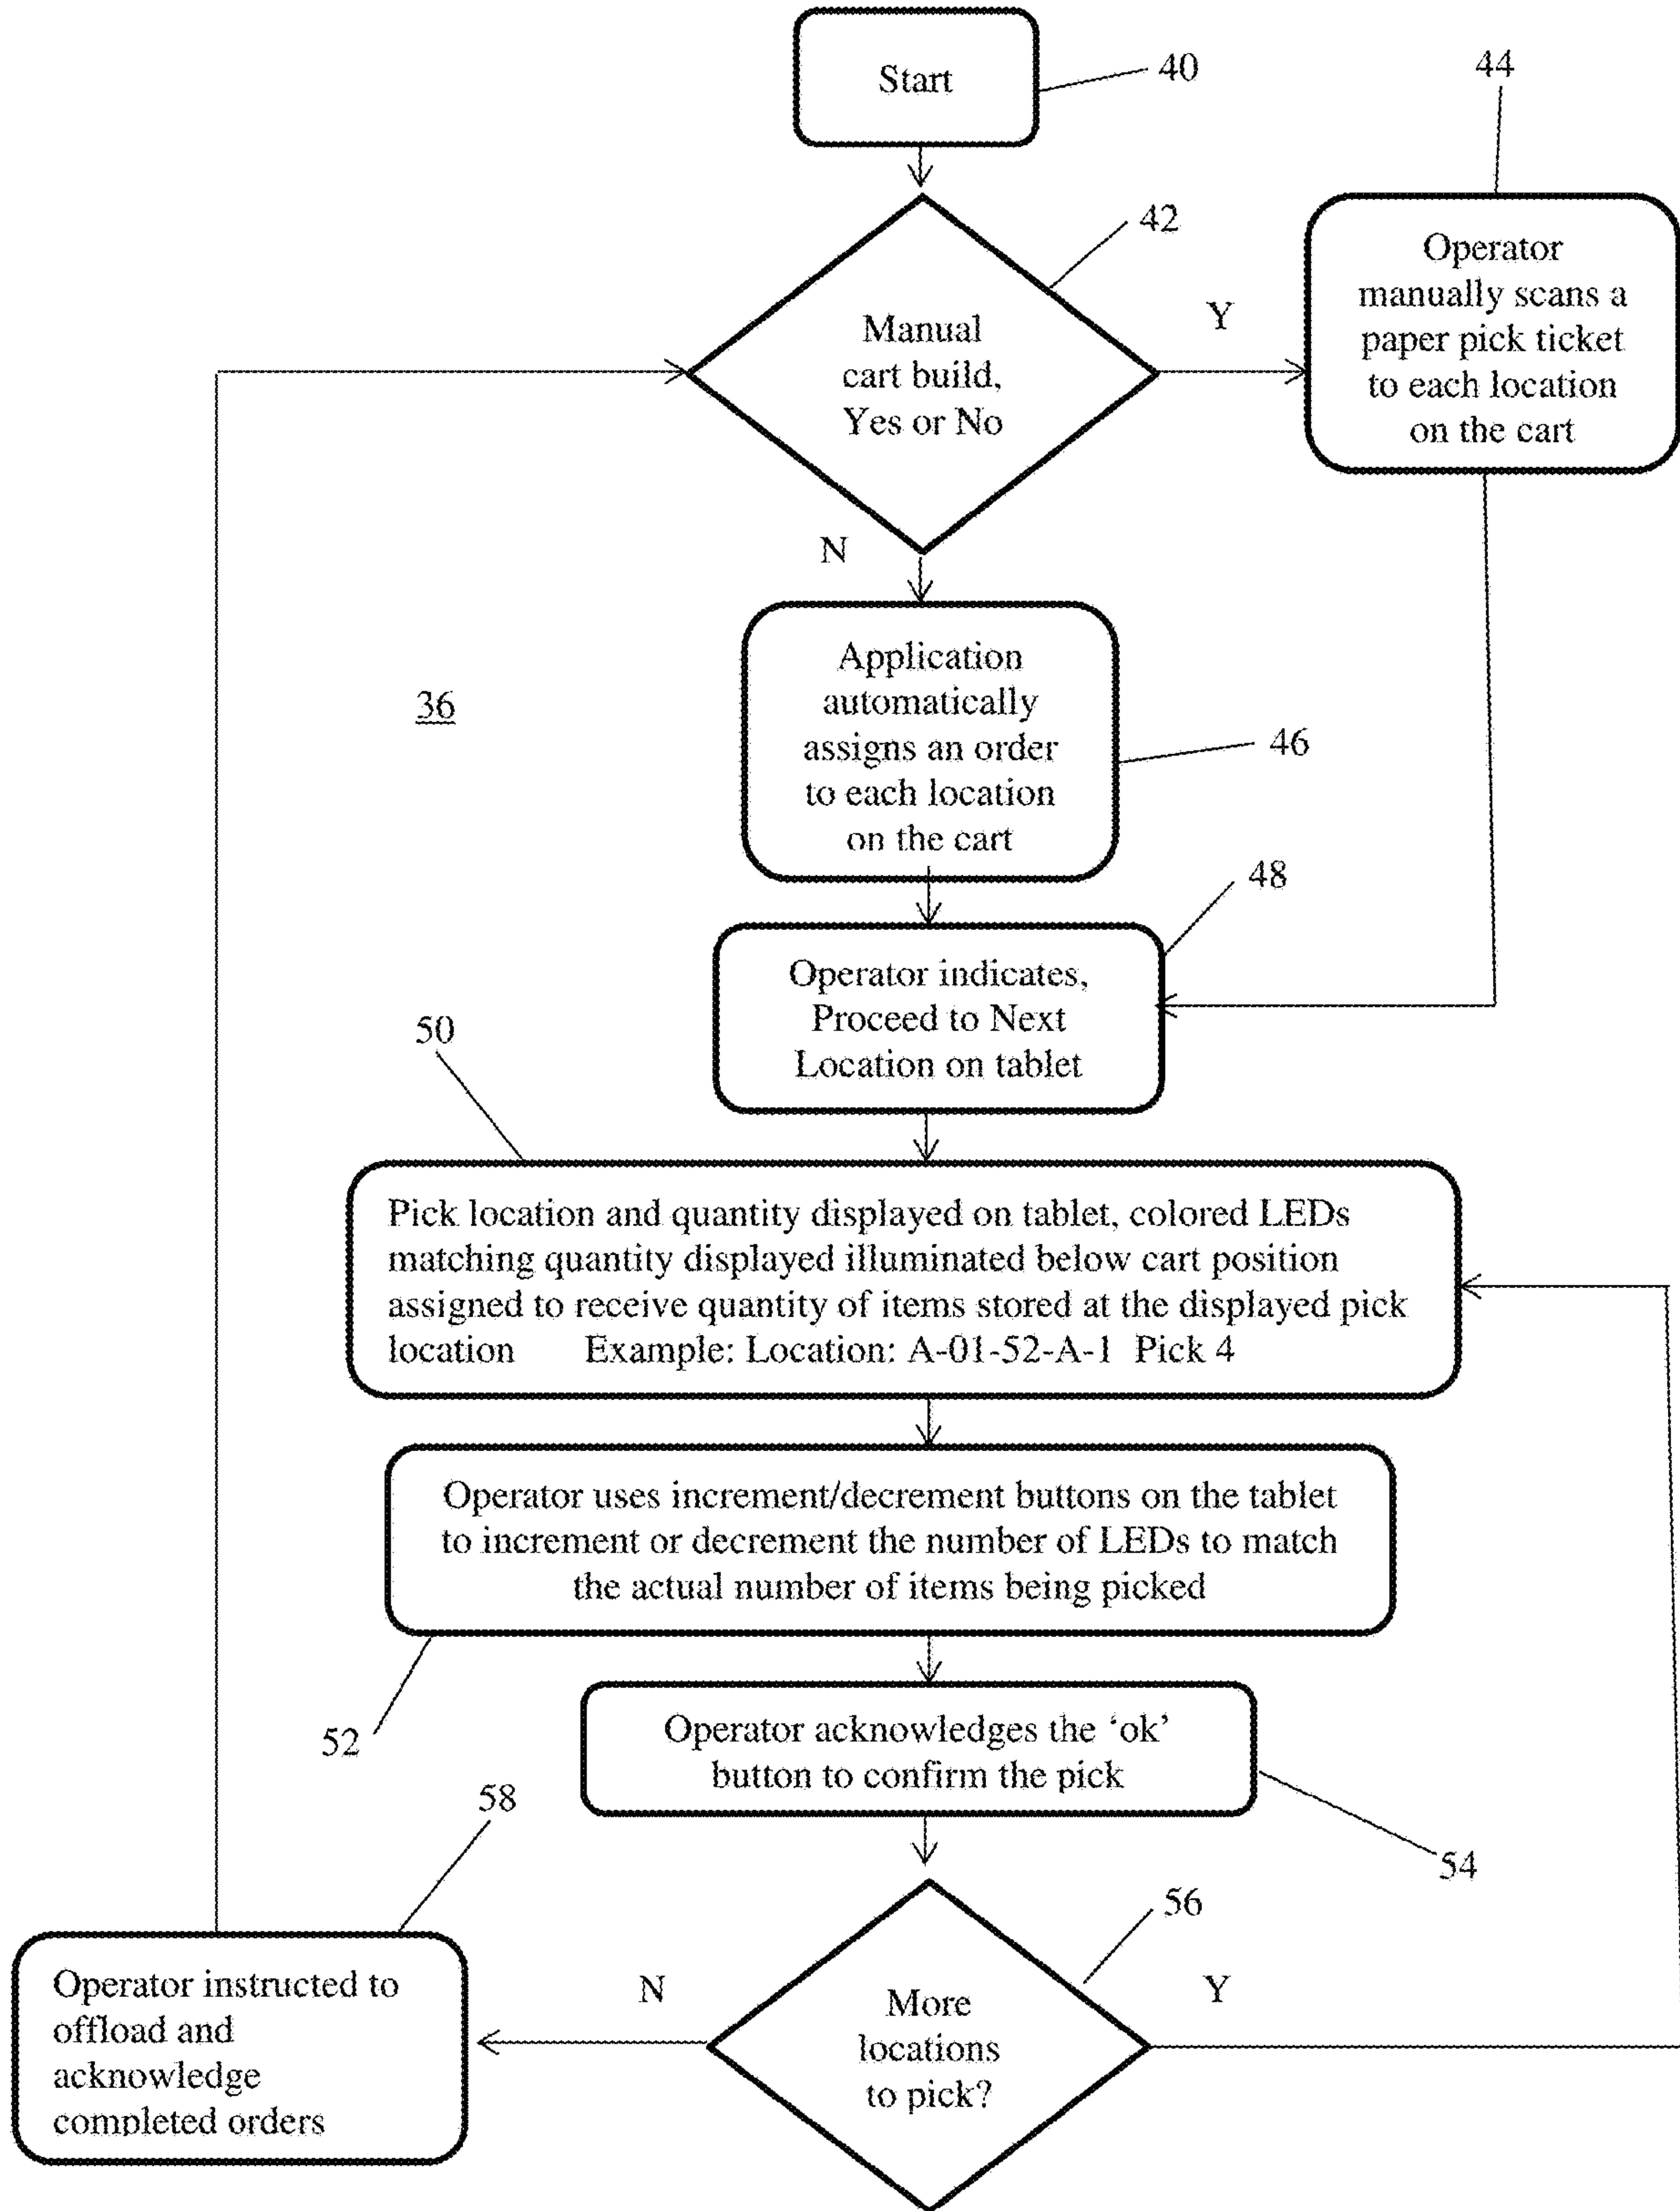 Start
40
44
42
Manual
cart build,
Yes or No
Y
Operator
manually scans a
paper pick ticket
to each location
on the cart
N
Application
automatically
assigns an order
to each location
on the cart
36
46
48
Operator indicates,
Proceed to Next
Location on tablet
50
Pick location and quantity displayed on tablet, colored LEDs
matching quantity displayed illuminated below cart position
assigned to receive quantity of items stored at the displayed pick
location Example: Location: A-01-52-A-1 Pick 4
Operator uses increment/decrement buttons on the tablet
to increment or decrement the number of LEDs to match
the actual number of items being picked
52
Operator acknowledges the ‘ok’
button to confirm the pick
58
54
56
Operator instructed to
offload and
acknowledge
completed orders
N
More
locations
to pick?
Y